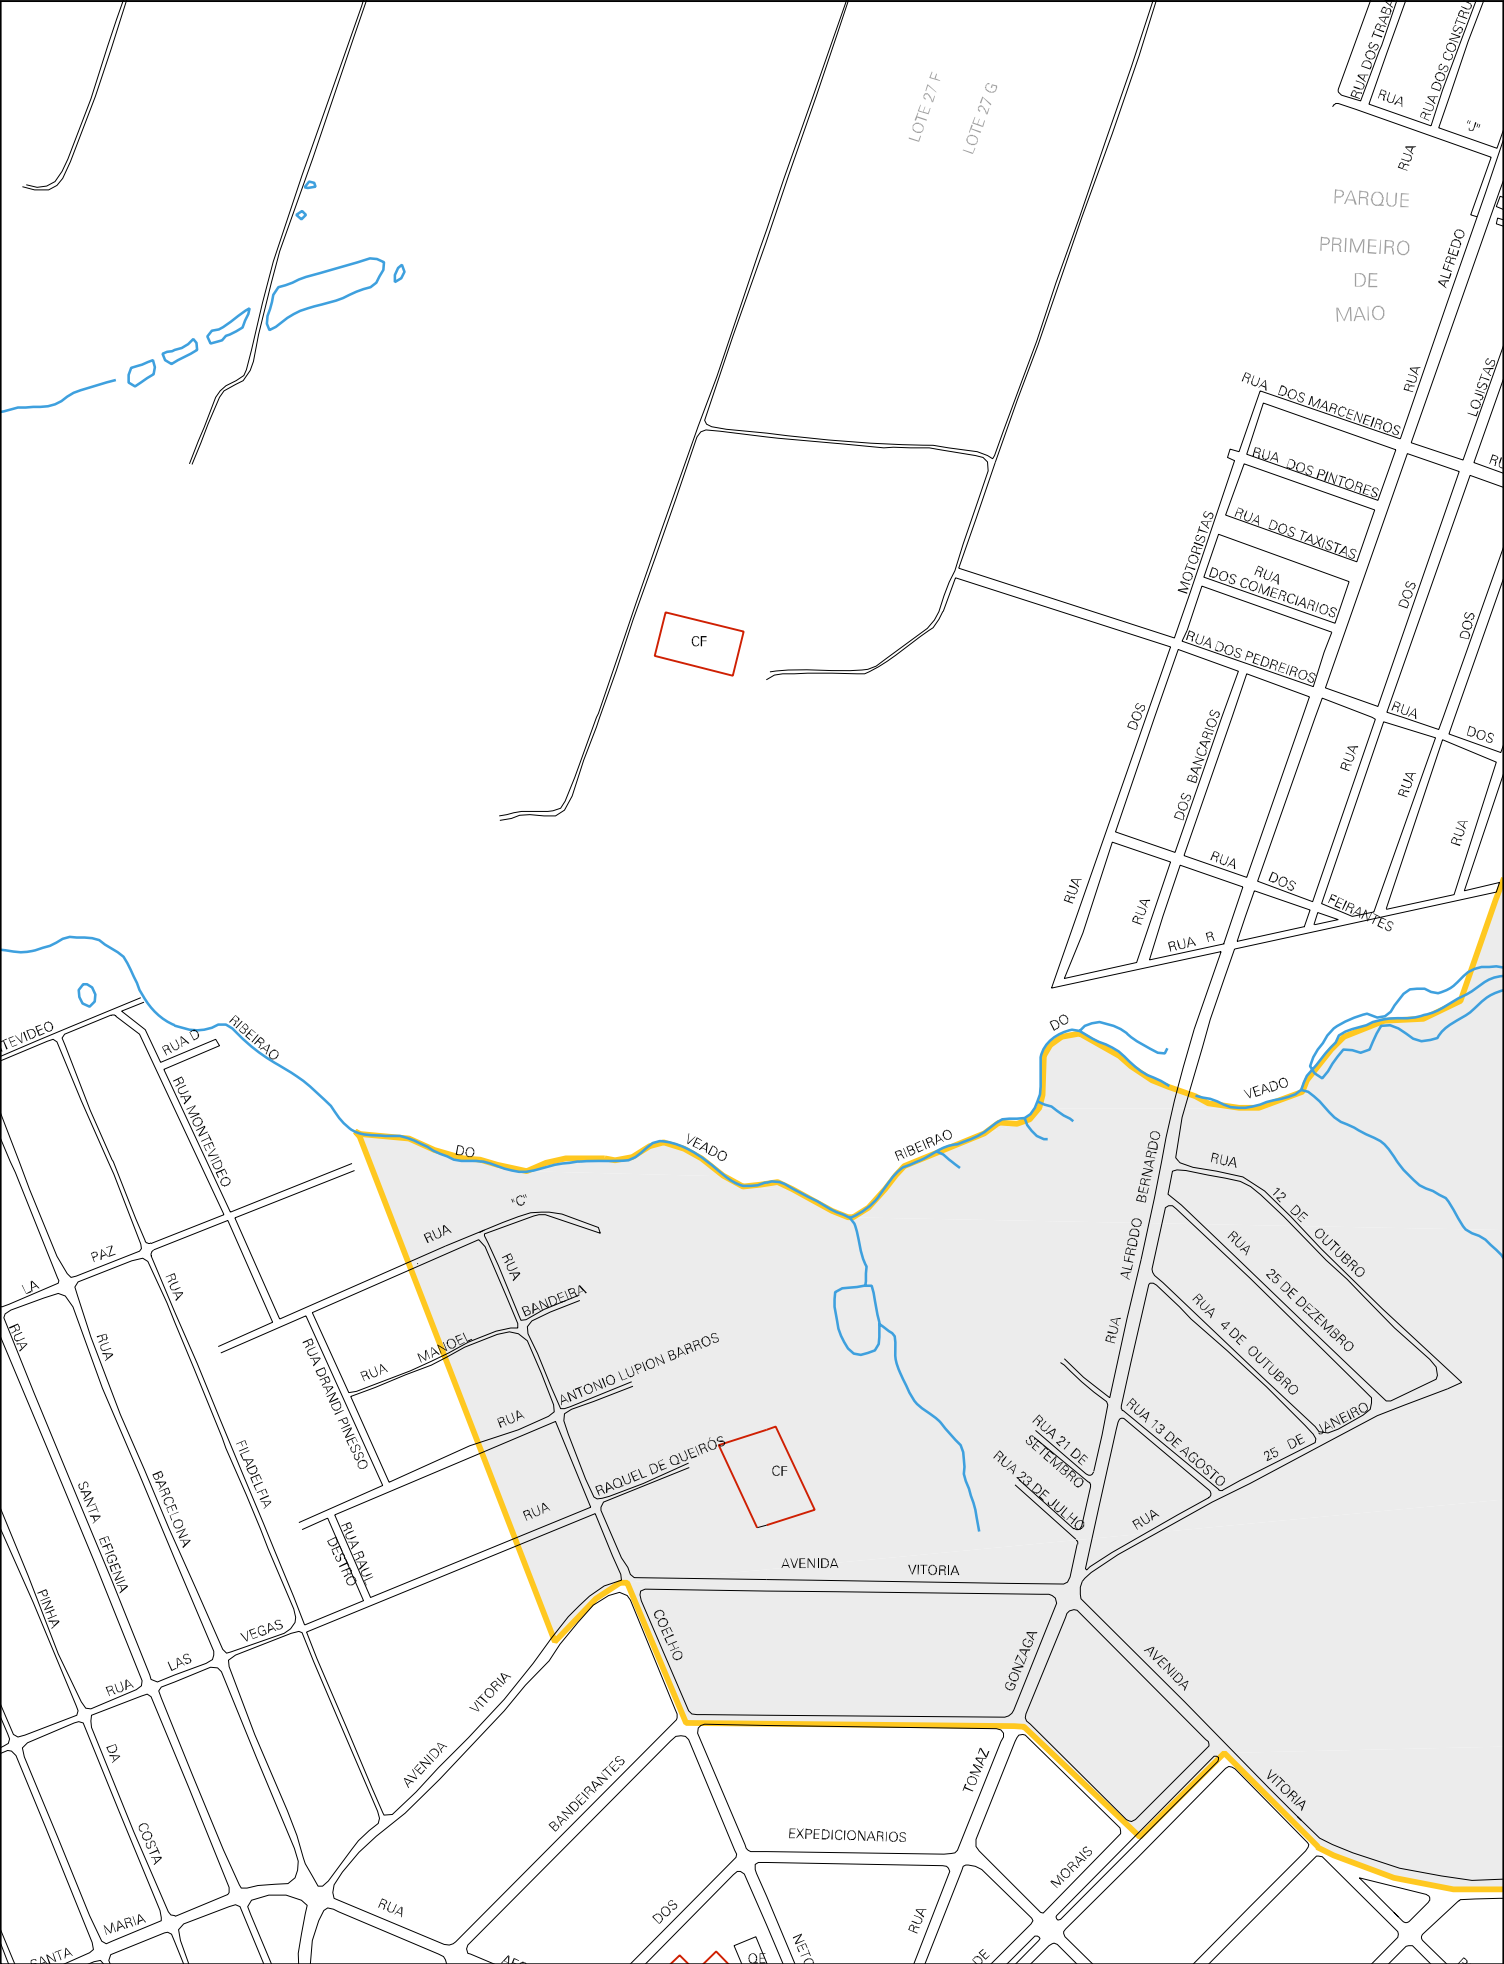 RUA DOS TRABA
RUA DOS CONSTRU
RUA
"J"
LOTE 27 F
LOTE 27 G
RUA
PARQUE
PRIMEIRO
DE
MAIO
ALFREDO
RUA
LOJISTAS
RUA DOS MARCENEIROS
RUA DOS PINTORES
RUA DOS TAXISTAS
RUA
DOS COMERCIARIOS
RUA DOS PEDREIROS
MOTORISTAS
DOS
DOS
CF
DOS
DOS BANCARIOS
RUA
RUA
RUA
DOS
RUA
RUA
DOS
FEIRANTES
RUA
RUA
RUA R
TEVIDEO
RUA D
RIBEIRAO
DO
RUA MONTEVIDEO
DO
VEADO
RIBEIRAO
VEADO
BERNARDO
ALFRDDO
RUA
RUA
12 DE OUTUBRO
RUA
25 DE DEZEMBRO
RUA 4 DE OUTUBRO
RUA 13 DE AGOSTO
RUA
25 DE JANEIRO
RUA 21 DE
SETEMBRO
RUA 23 DE JULHO
"C"
RUA
RUA
BANDEIRA
PAZ
LA
RUA
RUA
RUA
RUA
MANOEL
RUA DRANDI PINESSO
ANTONIO LUPION BARROS
RUA
RAQUEL DE QUEIRÓS
RUA
CF
FILADELFIA
BARCELONA
SANTA EFIGENIA
RUA RAUL
DESTRO
PINHA
AVENIDA
VITORIA
COELHO
GONZAGA
AVENIDA
VEGAS
LAS
RUA
VITORIA
AVENIDA
DA
COSTA
BANDEIRANTES
TOMAZ
VITORIA
EXPEDICIONARIOS
MORAIS
RUA
DOS
RUA
MARIA
SANTA
NETO
QE
DE